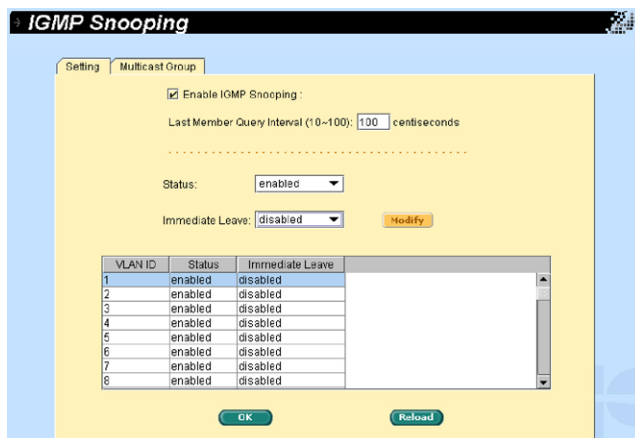 IGMP Snooping
Setting Multicast Group
Enable IGMP Snooping :
Last Member Query Interval (10~100): 100 centiseconds
Status: enabled
Immediate Leave: disabled Modify
VLAN ID Status Immediate Leave
1 enabled disabled
2 enabled disabled
3 enabled disabled
4 enabled disabled
5 enabled disabled
6 enabled disabled
7 enabled disabled
8 enabled disabled
OK Reload